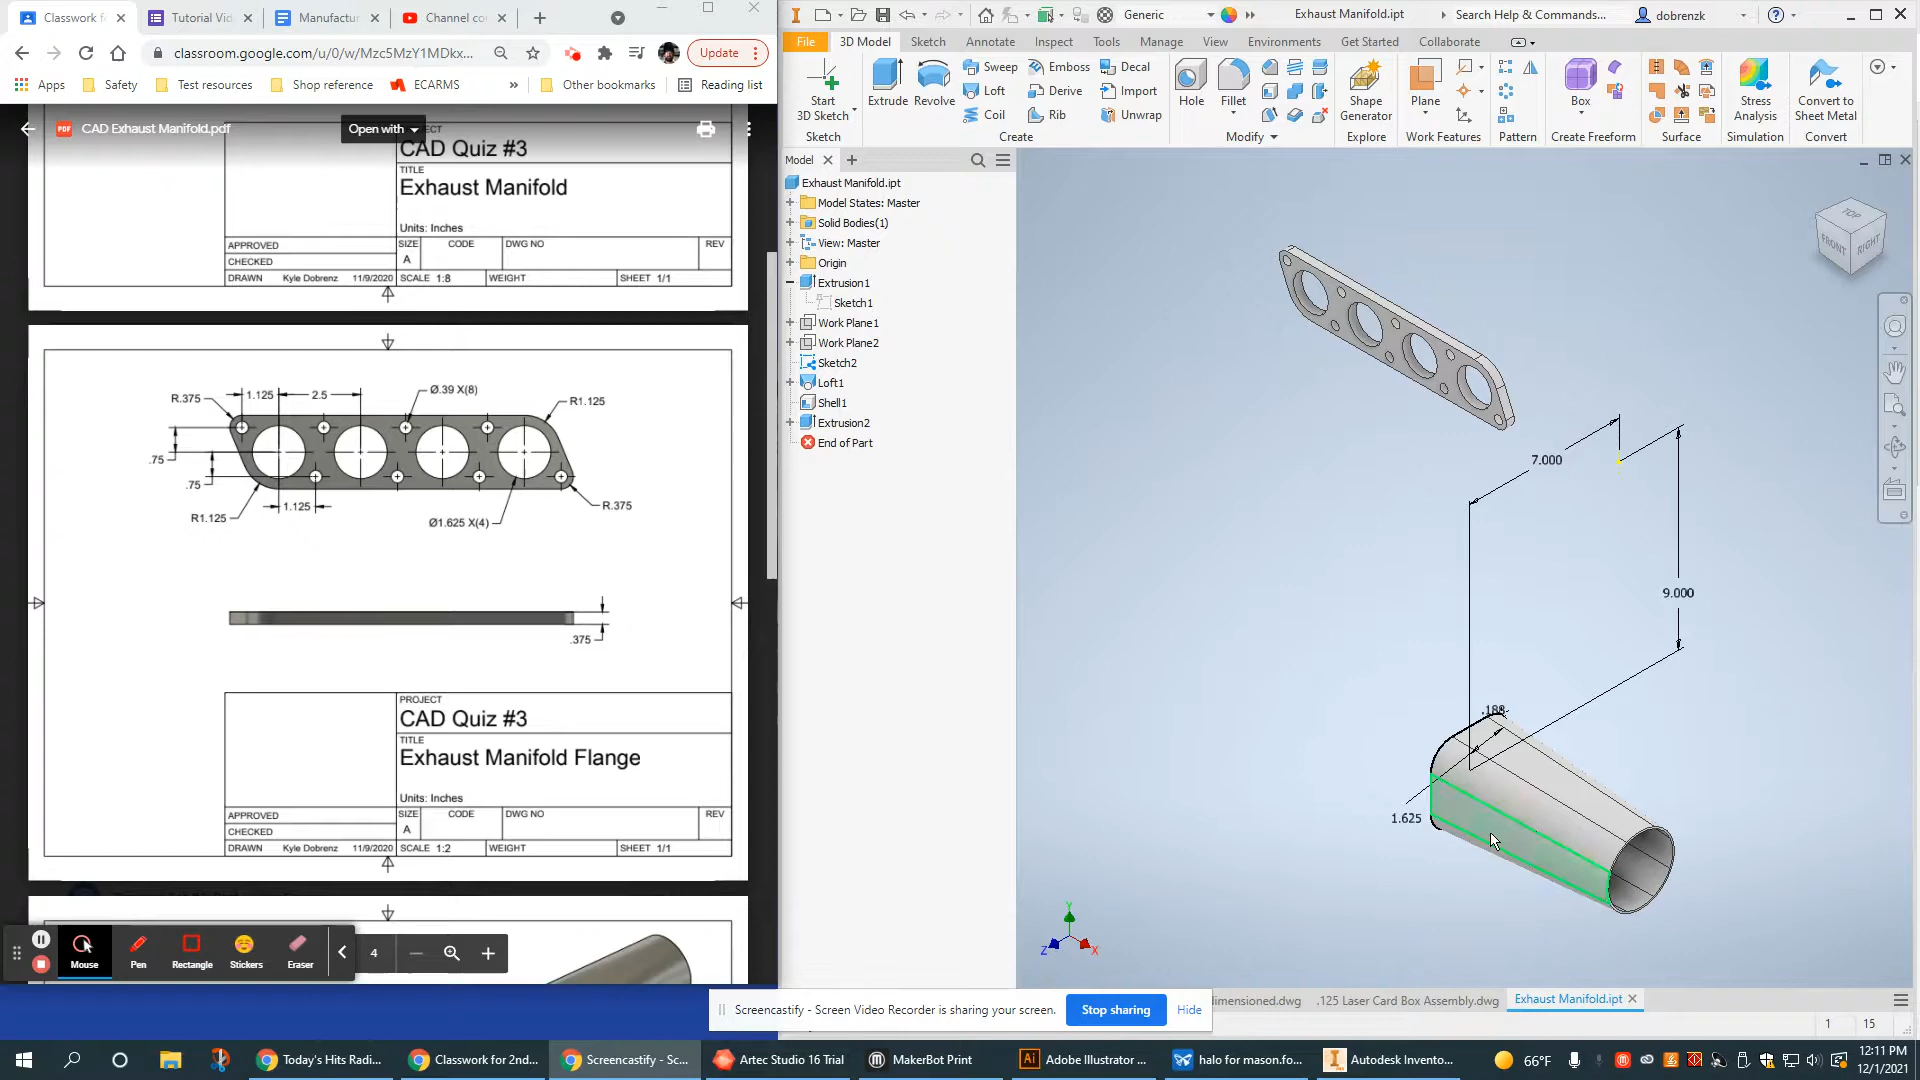 Classwork f
Tutorial Vid
Manufactur
Channel co
classroom.google.com/u/0/w/Mzc5MzY1MDkx...
Update
Apps
Safety
Test resources
Shop reference
ECARMS
»
Other bookmarks
Reading list
CAD Exhaust Manifold.pdf
Open with
CAD Quiz #3
TITLE
Exhaust Manifold
Units: Inches
APPROVED
CHECKED
SIZE
CODE
DWG NO
REV
A
DRAWN
Kyle Dobrenz
11/9/2020
SCALE 1:8
WEIGHT
SHEET 1/1
R.375
1.125
2.5
Ø.39 X(8)
R1.125
.75
.75
R1.125
1.125
Ø1.625 X(4)
R.375
.375
PROJECT
CAD Quiz #3
TITLE
Exhaust Manifold Flange
Units: Inches
APPROVED
CHECKED
SIZE
CODE
DWG NO
REV
A
DRAWN
Kyle Dobrenz
11/9/2020
SCALE 1:2
WEIGHT
SHEET 1/1
Mouse
Pen
Rectangle
Stickers
Eraser
4
Generic
Exhaust Manifold.ipt
Search Help & Commands...
dobrenzk
File
3D Model
Sketch
Annotate
Inspect
Tools
Manage
View
Environments
Get Started
Collaborate
Start
3D Sketch
Sketch
Extrude
Revolve
Sweep
Loft
Coil
Emboss
Derive
Rib
Decal
Import
Unwrap
Create
Hole
Fillet
Modify
Shape
Generator
Explore
Plane
Work Features
Pattern
Box
Create Freeform
Surface
Stress
Analysis
Simulation
Convert to
Sheet Metal
Convert
Model
Exhaust Manifold.ipt
Model States: Master
Solid Bodies(1)
View: Master
Origin
Extrusion1
Sketch1
Work Plane1
Work Plane2
Sketch2
Loft1
Shell1
Extrusion2
End of Part
TOP
FRONT
RIGHT
7.000
9.000
.188
1.625
Y
Z
X
Screencastify - Screen Video Recorder is sharing your screen.
Stop sharing
Hide
imensioned.dwg
.125 Laser Card Box Assembly.dwg
Exhaust Manifold.ipt
1
15
Today's Hits Radi...
Classwork for 2nd...
Screencastify - Sc...
Artec Studio 16 Trial
MakerBot Print
Adobe Illustrator ...
halo for mason.fo...
Autodesk Invento...
66°F
12:11 PM
12/1/2021